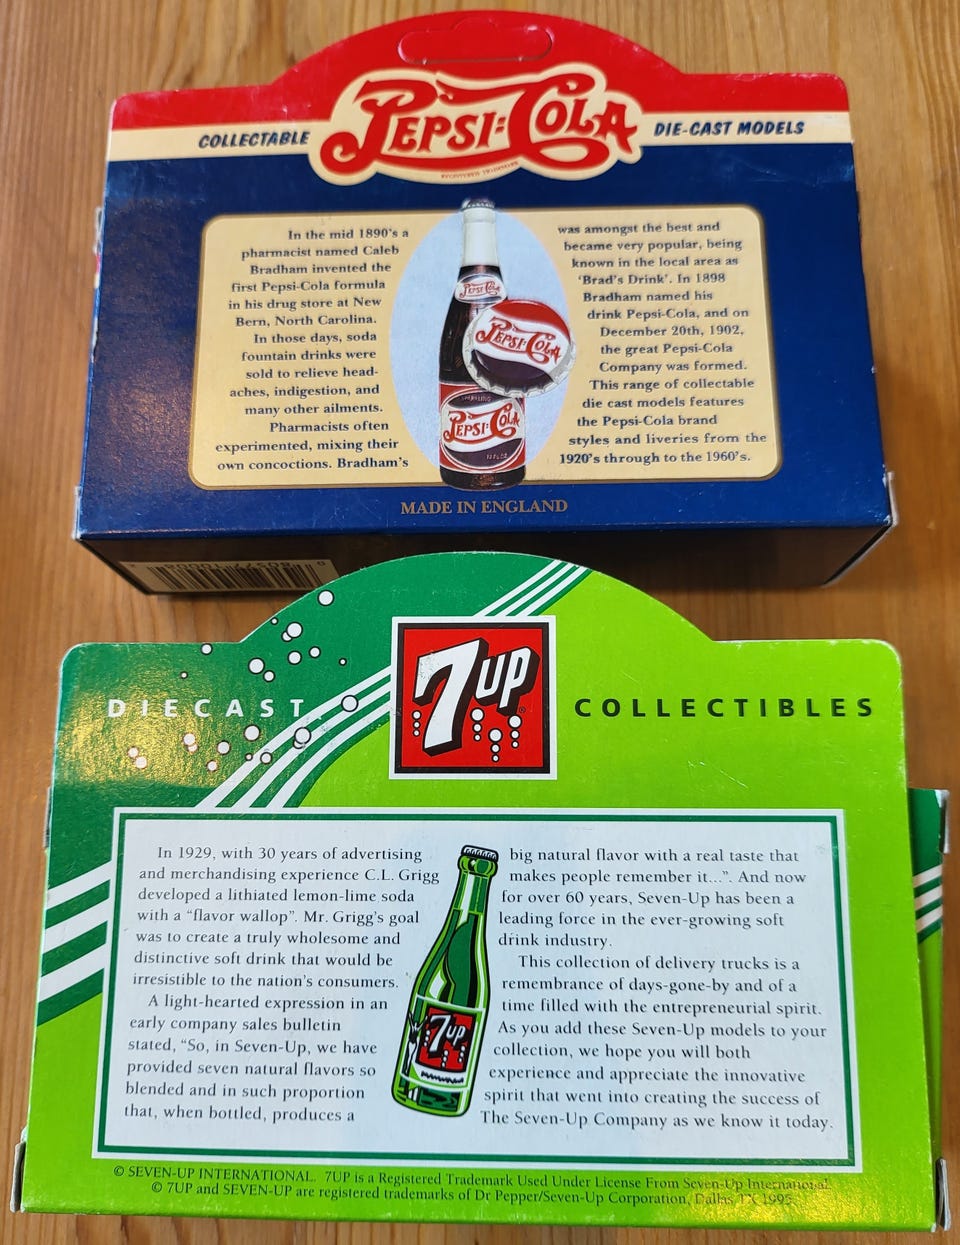 COLLECTABLE
PEPSI-COLA
DIE-CAST MODELS
REGISTERED TRADEMARK
In the mid 1890's a
pharmacist named Caleb
Bradham invented the
first Pepsi-Cola formula
in his drug store at New
Bern, North Carolina.
In those days, soda
fountain drinks were
sold to relieve head-
aches, indigestion, and
many other ailments.
Pharmacists often
experimented, mixing their
own concoctions. Bradham's
PEPSI-COLA
PEPSI-COLA
SPARKLING
PEPSI-COLA
was amongst the best and
became very popular, being
known in the local area as
'Brad's Drink'. In 1898
Bradham named his
drink Pepsi-Cola, and on
December 20th, 1902,
the great Pepsi-Cola
Company was formed.
This range of collectable
die cast models features
the Pepsi-Cola brand
styles and liveries from the
1920's through to the 1960's.
MADE IN ENGLAND
DIECAST
7UP
COLLECTIBLES
In 1929, with 30 years of advertising
and merchandising experience C.L. Grigg
developed a lithiated lemon-lime soda
with a "flavor wallop". Mr. Grigg's goal
was to create a truly wholesome and
distinctive soft drink that would be
irresistible to the nation's consumers.
A light-hearted expression in an
early company sales bulletin
stated, "So, in Seven-Up, we have
provided seven natural flavors so
blended and in such proportion
that, when bottled, produces a
7UP
big natural flavor with a real taste that
makes people remember it...". And now
for over 60 years, Seven-Up has been a
leading force in the ever-growing soft
drink industry.
This collection of delivery trucks is a
remembrance of days-gone-by and of a
time filled with the entrepreneurial spirit.
As you add these Seven-Up models to your
collection, we hope you will both
experience and appreciate the innovative
spirit that went into creating the success of
The Seven-Up Company as we know it today.
© SEVEN-UP INTERNATIONAL. 7UP is a Registered Trademark Used Under License From Seven-Up International.
© 7UP and SEVEN-UP are registered trademarks of Dr Pepper/Seven-Up Corporation, Dallas, TX 1995.